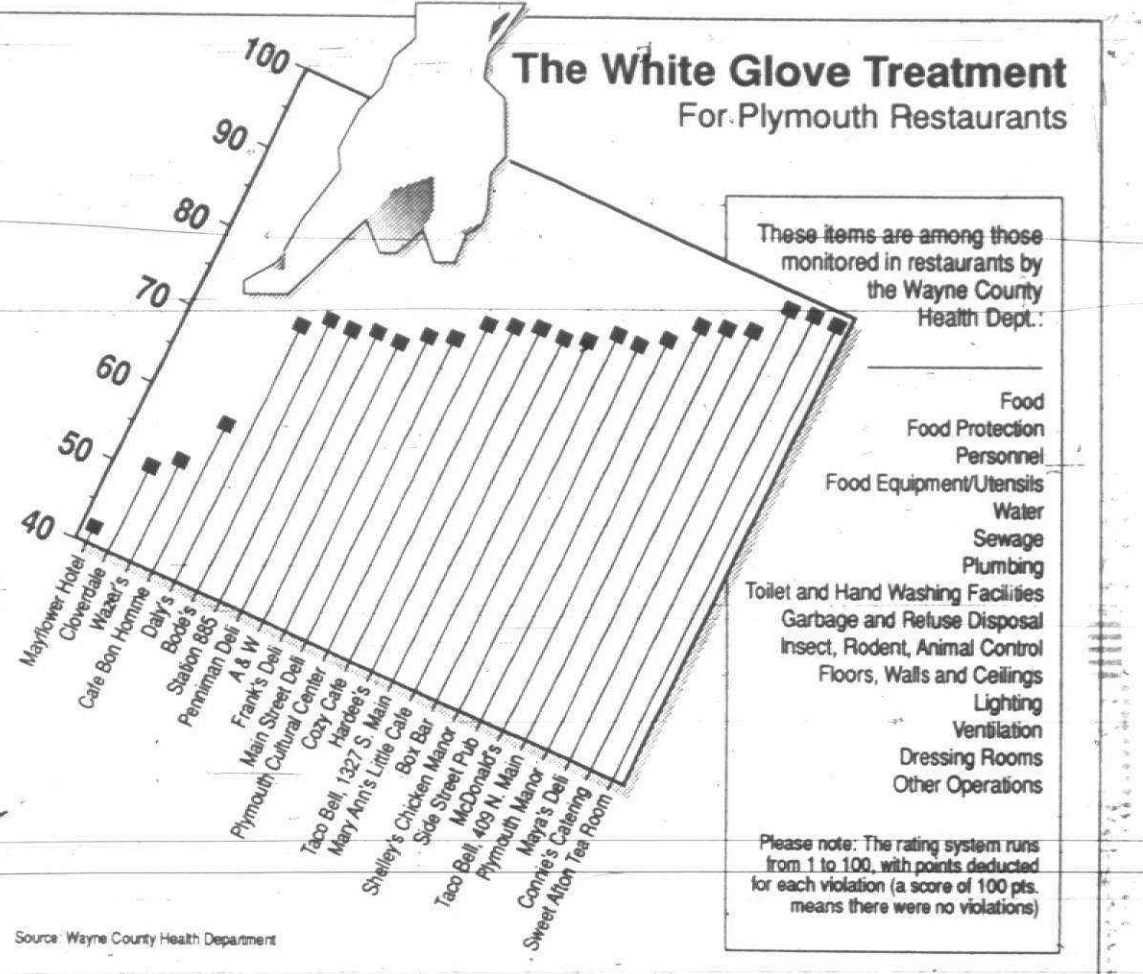 The White Glove Treatment
For Plymouth Restaurants
100
90
80
70
60
50
40
Mayflower Hotel
Cloverdale
Wazel's
Cafe Bon Homme
Daly's
Bode's
Station 885
Penniman Deli
A & W
Frank's Deli
Main Street Deli
Plymouth Cultural Center
Cozy Cafe
Hardee's
Taco Bell, 1327 S. Main
Mary Ann's Little Cafe
Box Bar
Shelley's Chicken Manor
Side Street Pub
McDonald's
Taco Bell, 409 N. Main
Plymouth Manor
Maya's Deli
Connie's Catering
Sweet Afton Tea Room
These items are among those
monitored in restaurants by
the Wayne County
Health Dept.:
Food
Food Protection
Personnel
Food Equipment/Utensils
Water
Sewage
Plumbing
Toilet and Hand Washing Facilities
Garbage and Refuse Disposal
Insect, Rodent, Animal Control
Floors, Walls and Ceilings
Lighting
Ventilation
Dressing Rooms
Other Operations
Please note: The rating system runs
from 1 to 100, with points deducted
for each violation (a score of 100 pts.
means there were no violations)
Source: Wayne County Health Department